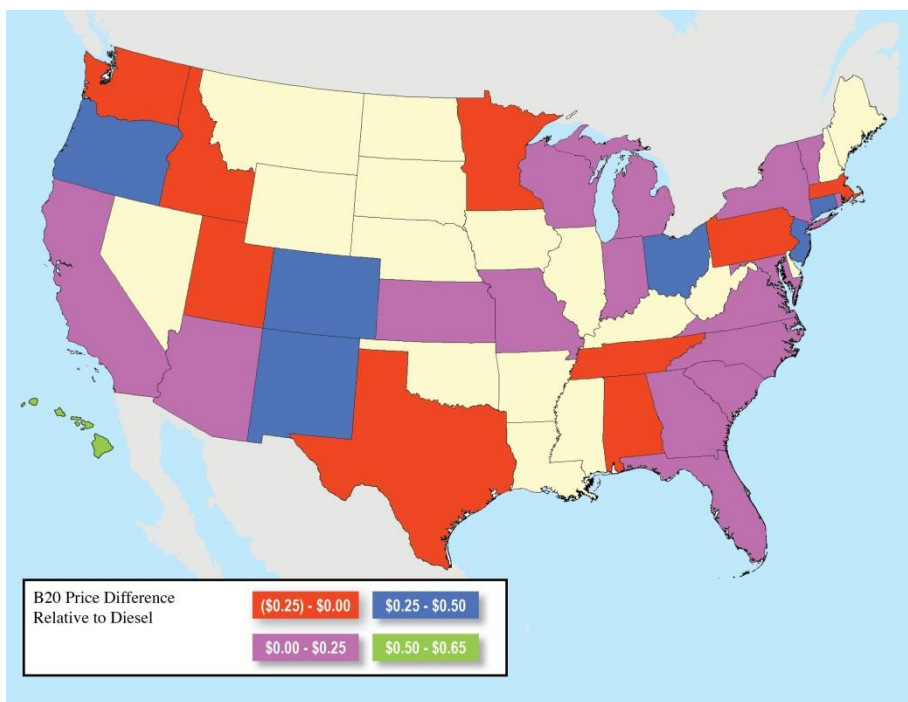 B20 Price Difference
Relative to Diesel
($0.25) - $0.00
$0.25 - $0.50
$0.00 - $0.25
$0.50 - $0.65